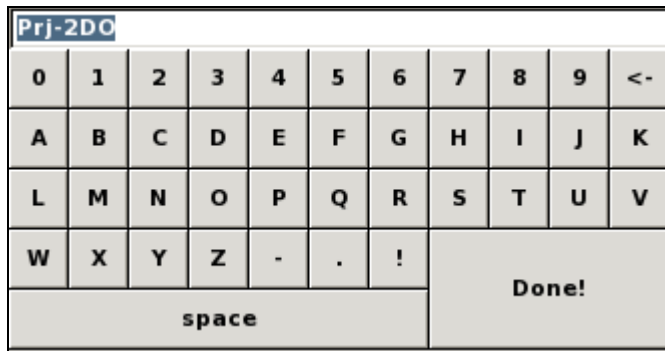 Prj-2DO
0 1 2 3 4 5 6 7 8 9 <-
A B C D E F G H I J K
L M N O P Q R S T U V
W X Y Z - . !
Done!
space